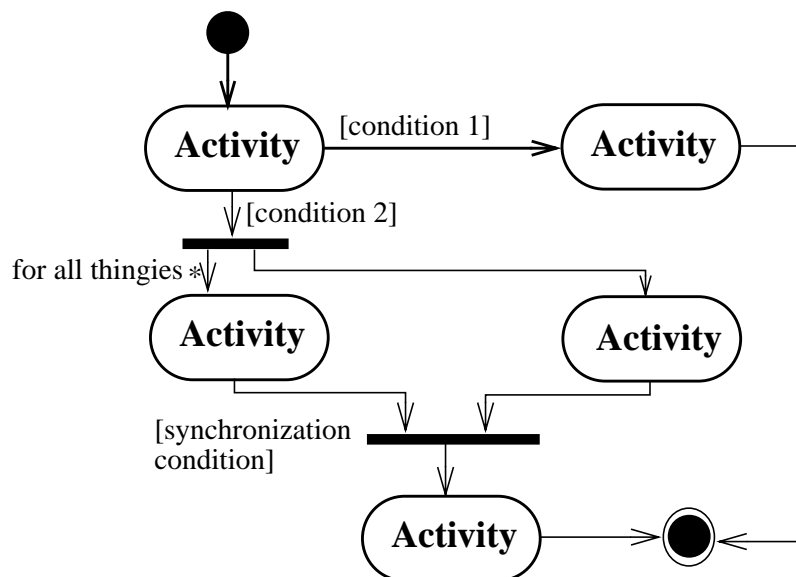 [condition 1]
Activity
Activity
[condition 2]
for all thingies *
Activity
Activity
[synchronization
condition]
Activity